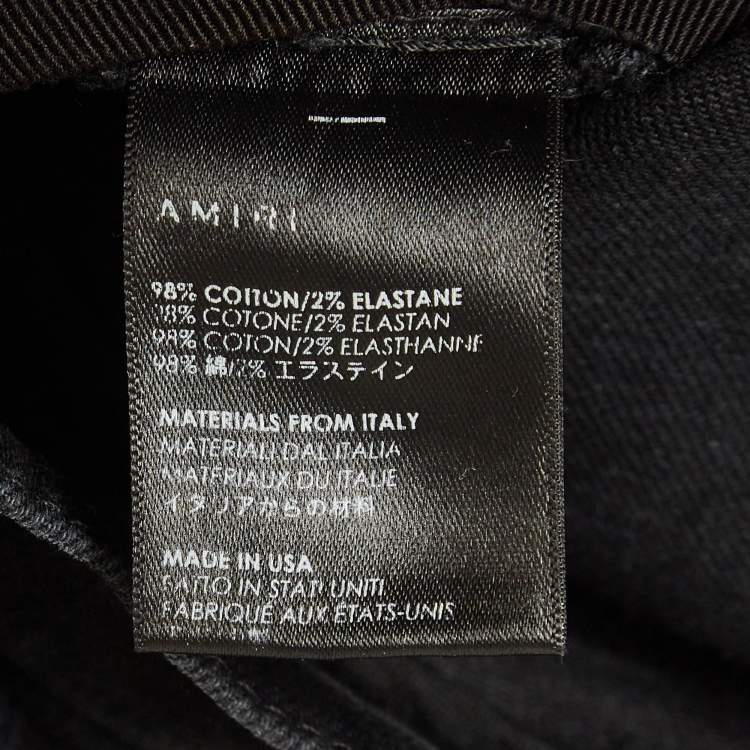 AMIRI
98% COTTON/2% ELASTANE
98% COTONE/2% ELASTAN
98% COTON/2% ELASTHANNE
98% 綿/2% エラステイン
MATERIALS FROM ITALY
MATERIALI DAL ITALIA
MATERIAUX DU ITALIE
イタリアからの材料
MADE IN USA
FATTO IN STATI UNITI
FABRIQUÉ AUX ÉTATS-UNIS